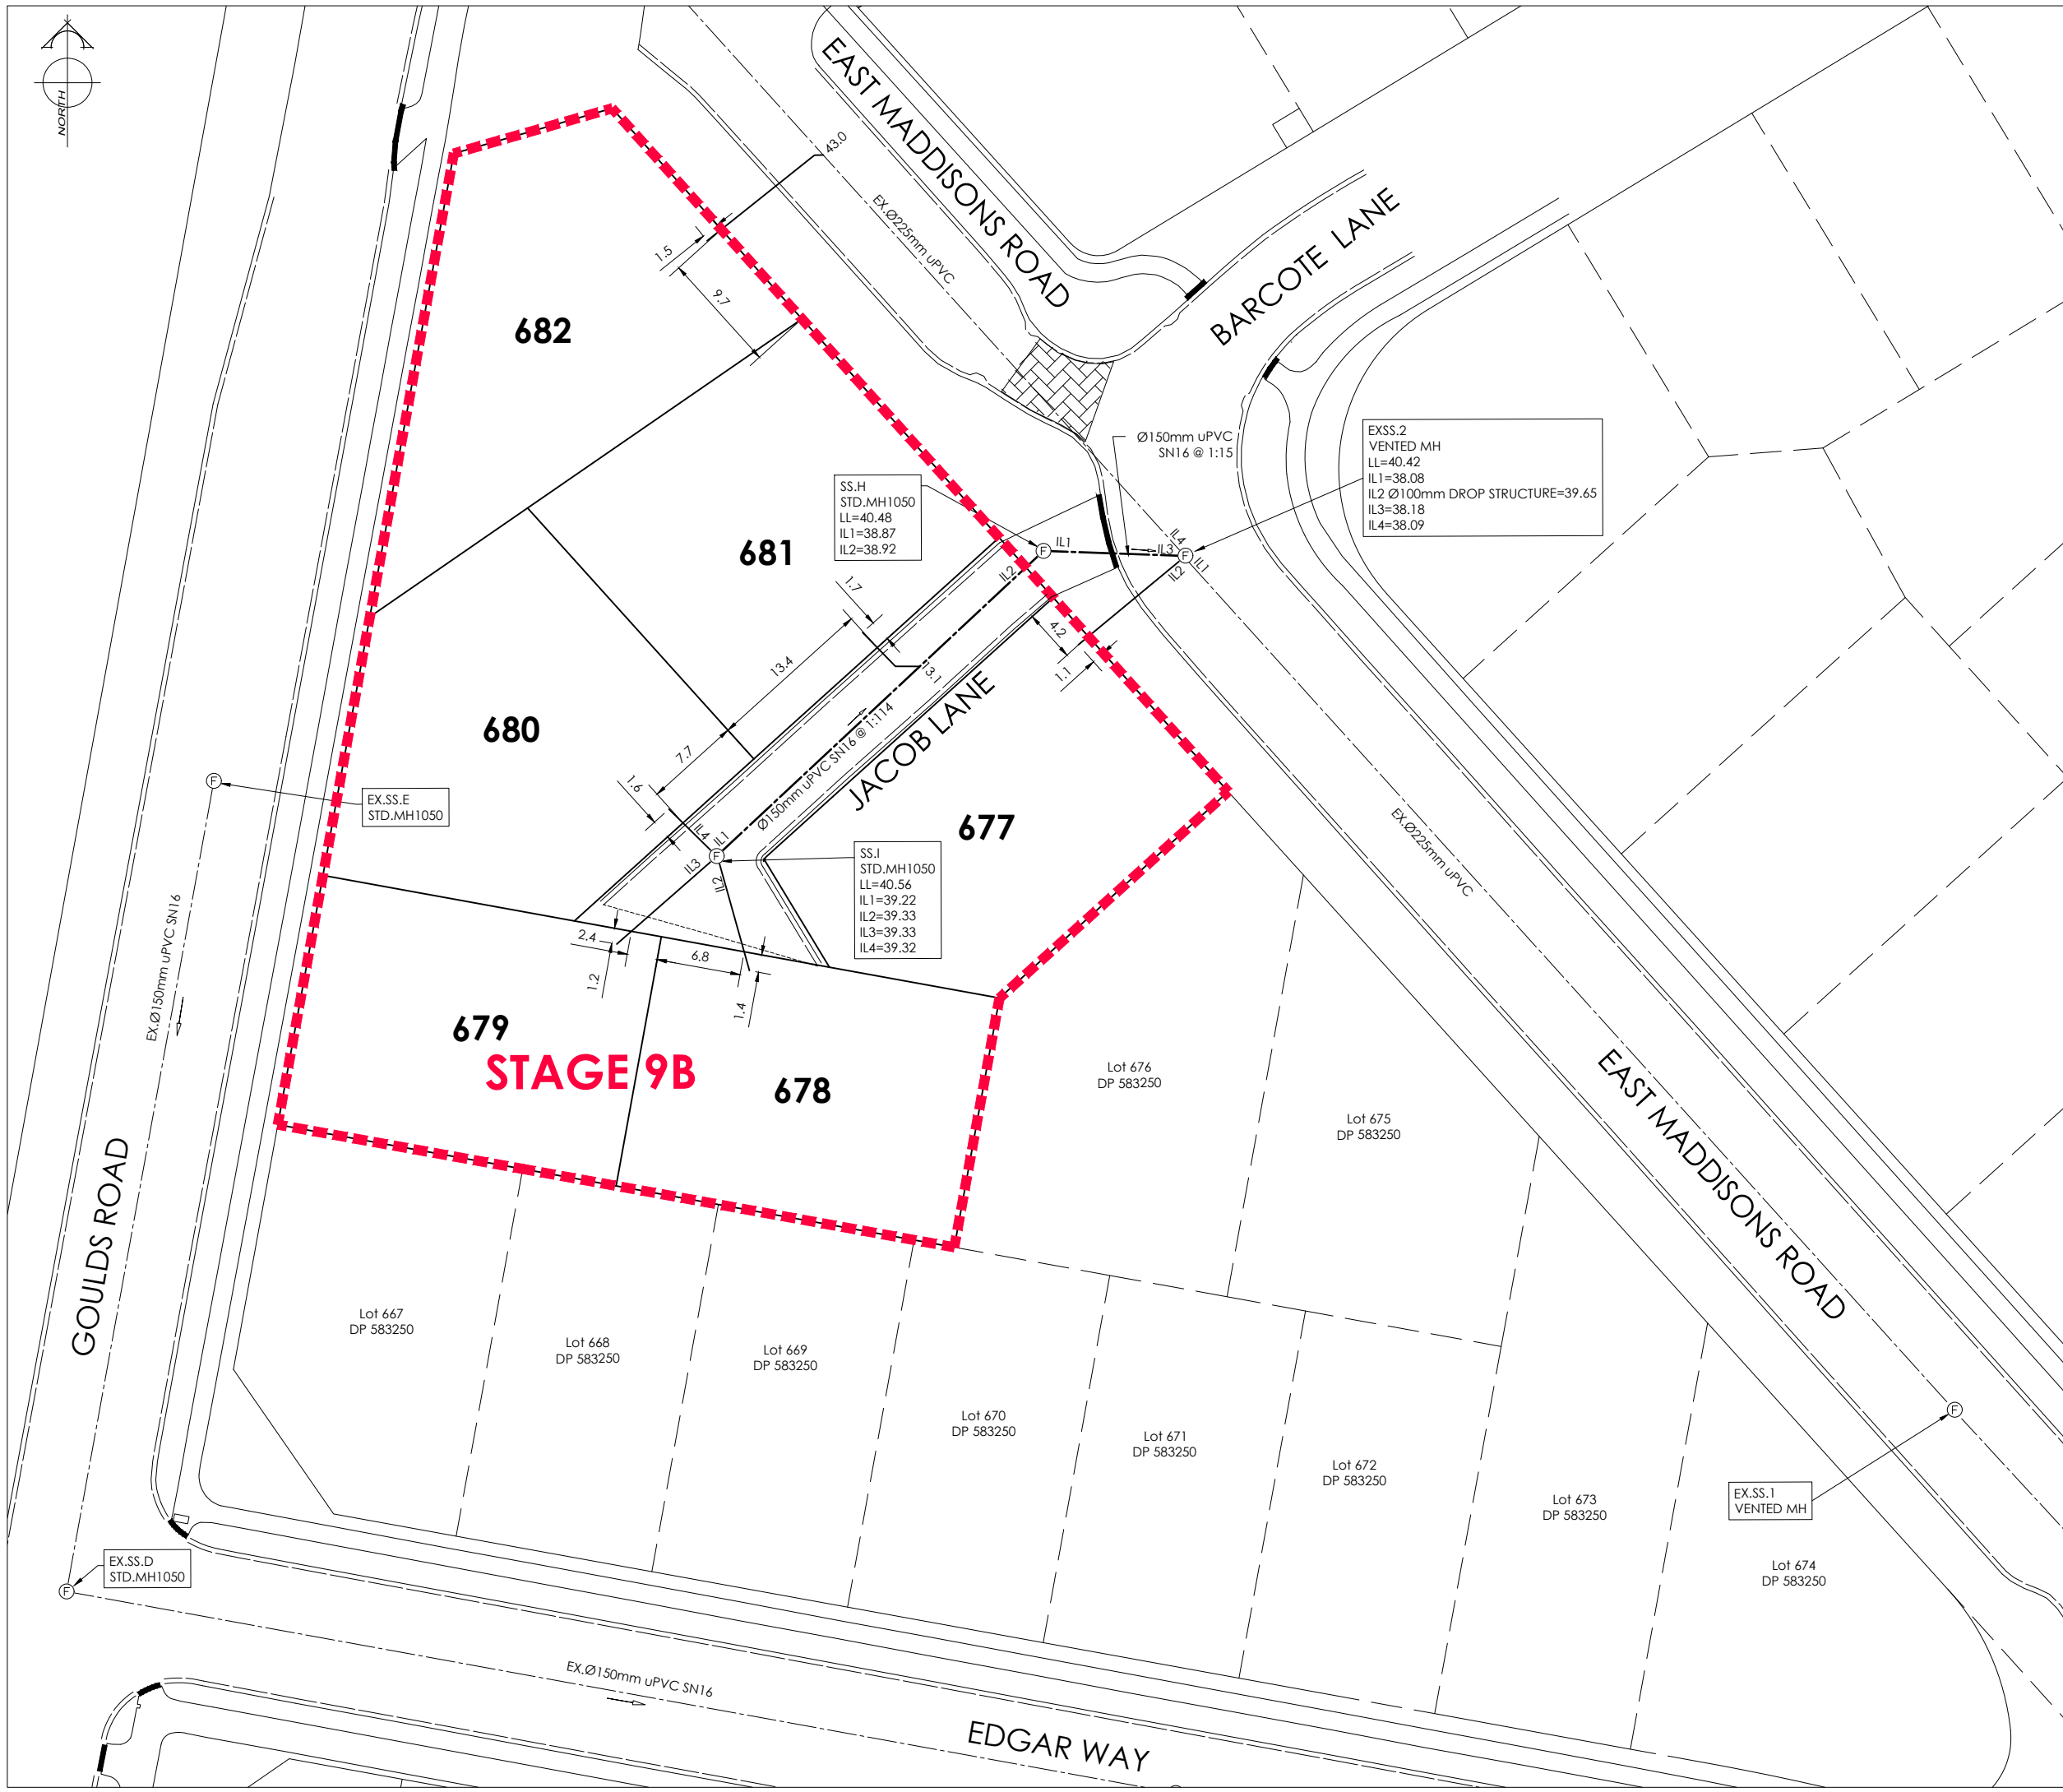 NORTH
EAST MADDISONS ROAD
43.0
EX.Ø225mm uPVC
BARCOTE LANE
1.5
9.7
682
EXSS.2
VENTED MH
LL=40.42
IL1=38.08
IL2 Ø100mm DROP STRUCTURE=39.65
IL3=38.18
IL4=38.09
Ø150mm uPVC
SN16 @ 1:15
SS.H
STD.MH1050
LL=40.48
IL1=38.87
IL2=38.92
681
IL1
IL3
IL4
IL1
IL2
IL2
1.7
4.2
1.1
13.4
13.1
680
7.7
1.6
Ø150mm uPVC SN16 @ 1:114
JACOB LANE
677
EX.SS.E
STD.MH1050
IL4
IL1
IL3
IL2
SS.I
STD.MH1050
LL=40.56
IL1=39.22
IL2=39.33
IL3=39.33
IL4=39.32
EX.Ø225mm uPVC
EX.Ø150mm uPVC SN16
2.4
1.2
6.8
1.4
679
STAGE 9B
678
Lot 676
DP 583250
Lot 675
DP 583250
EAST MADDISONS ROAD
GOULDS ROAD
Lot 667
DP 583250
Lot 668
DP 583250
Lot 669
DP 583250
Lot 670
DP 583250
Lot 671
DP 583250
Lot 672
DP 583250
Lot 673
DP 583250
Lot 674
DP 583250
EX.SS.1
VENTED MH
EX.SS.D
STD.MH1050
EX.Ø150mm uPVC SN16
EDGAR WAY
F
F
F
F
F
F